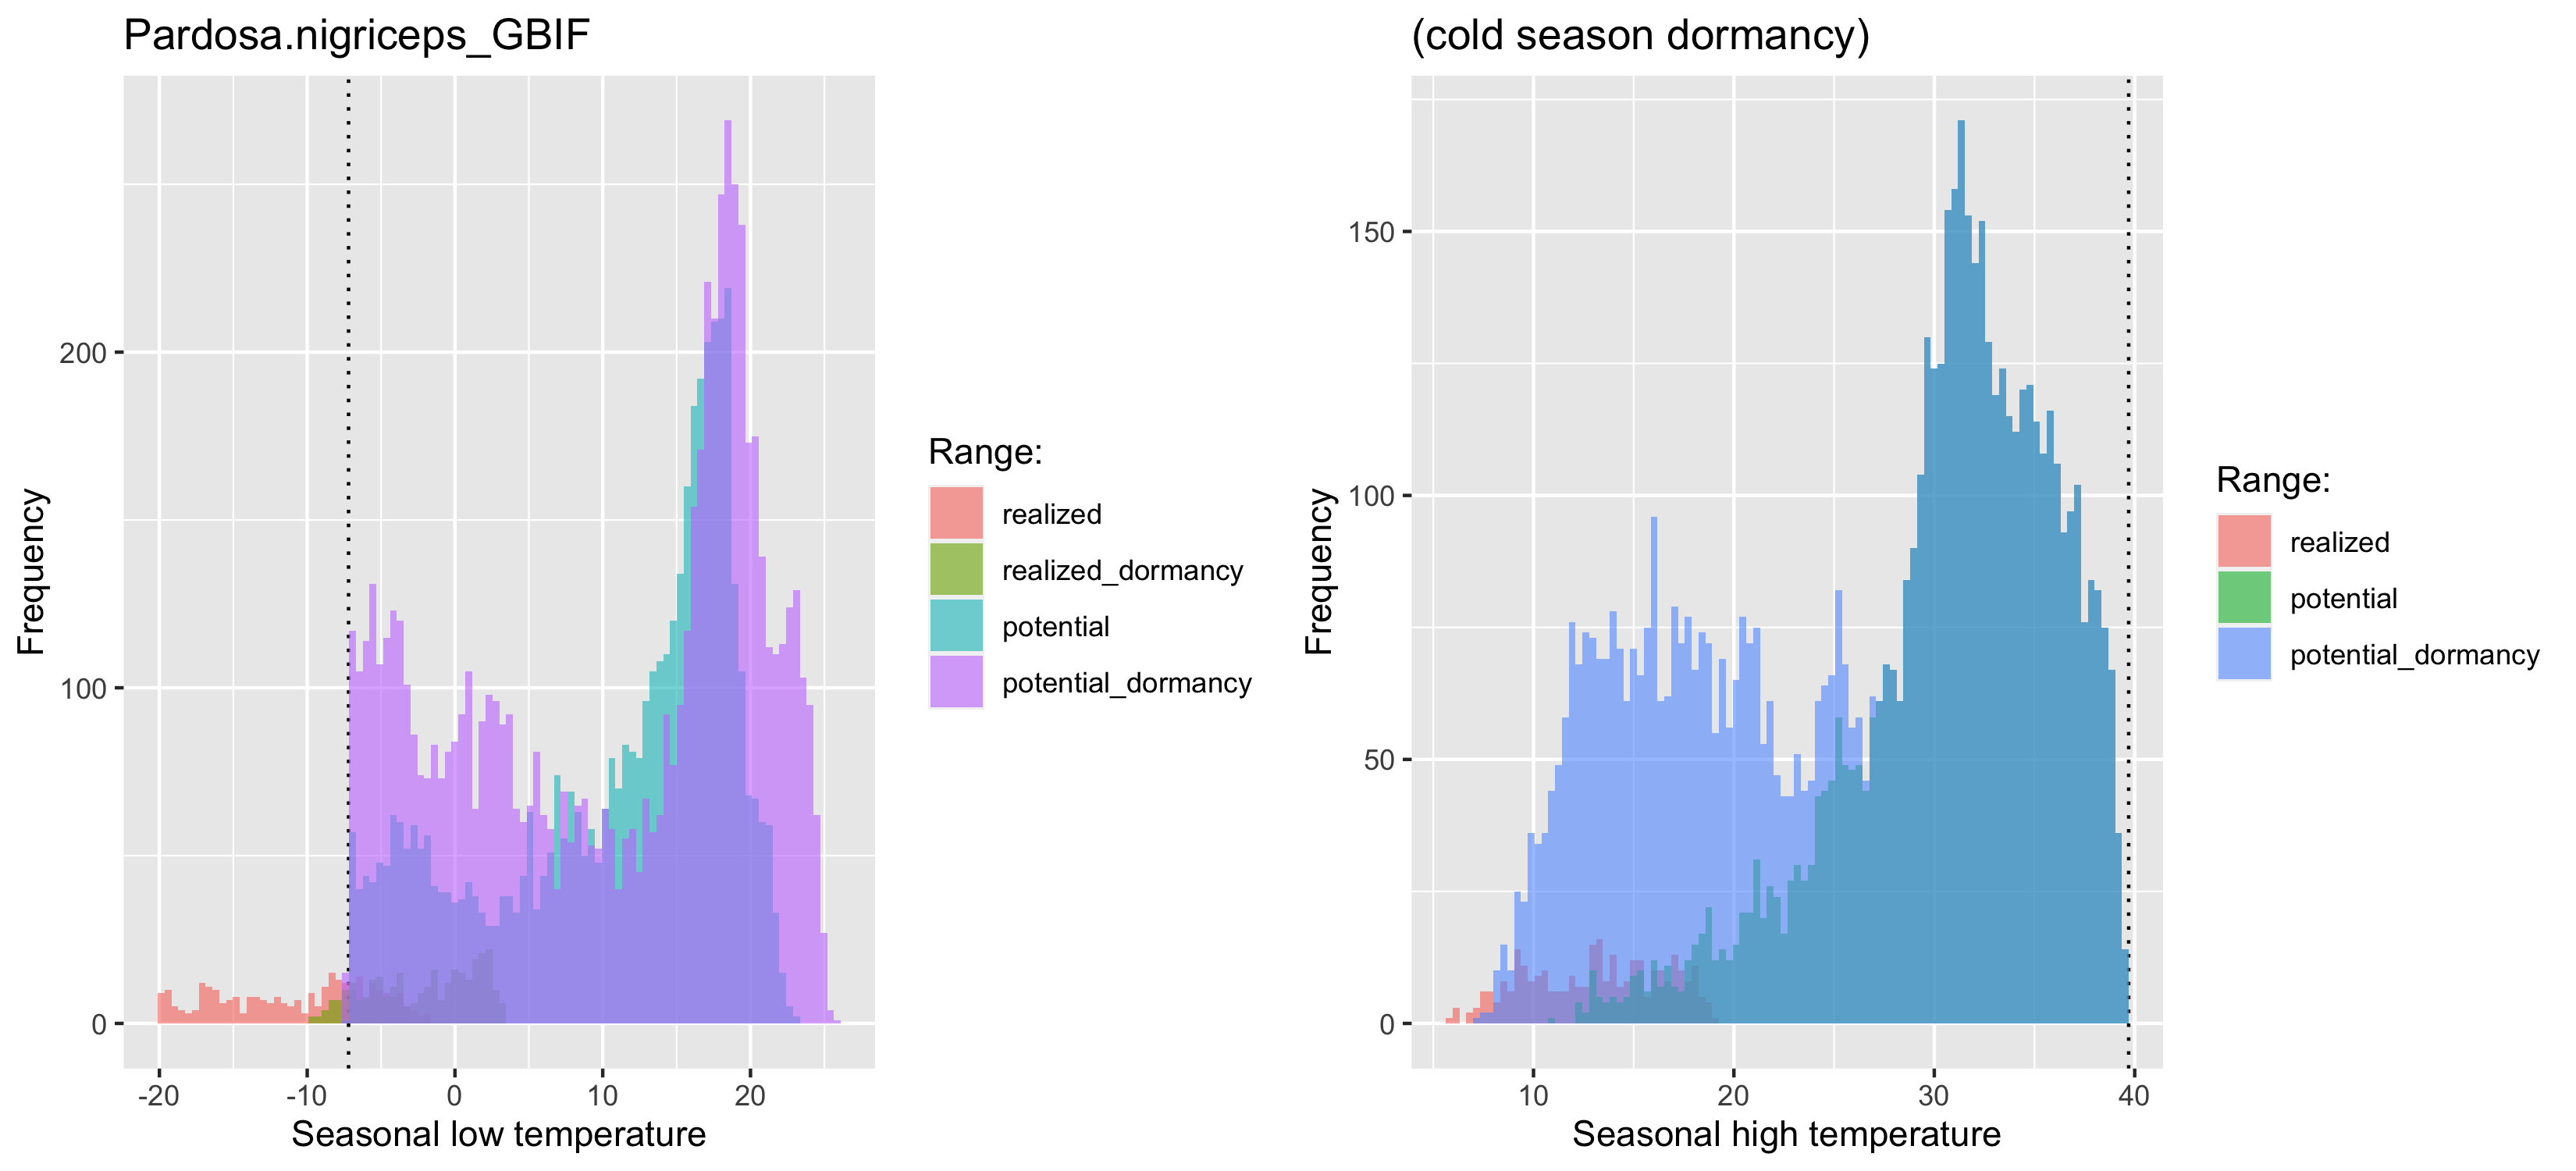 Pardosa.nigriceps_GBIF
Frequency
200
100
0
-20
-10
0
10
20
Seasonal low temperature
Range:
realized
realized_dormancy
potential
potential_dormancy
(cold season dormancy)
Frequency
150
100
50
0
10
20
30
40
Seasonal high temperature
Range:
realized
potential
potential_dormancy